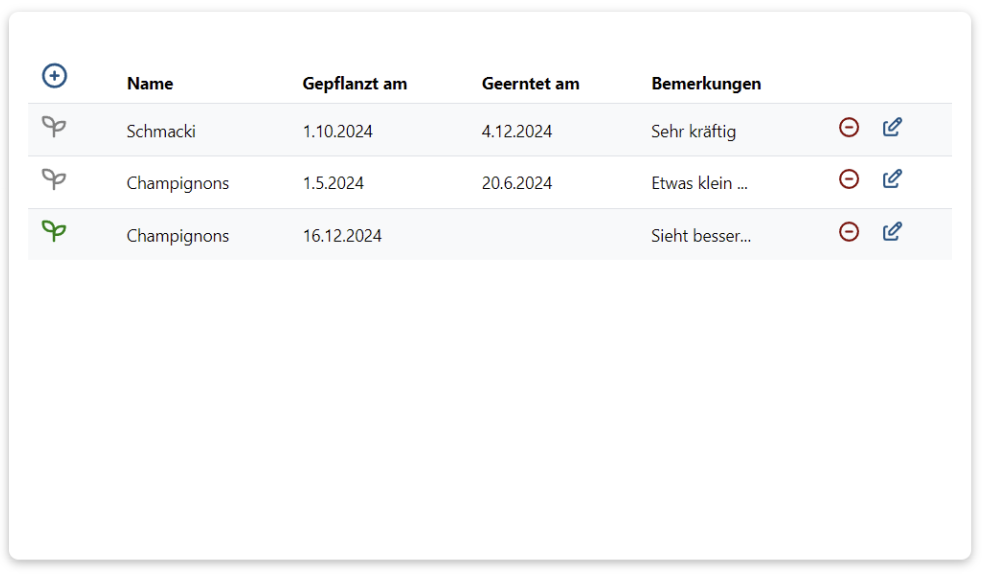 Name Gepflanzt am Geerntet am Bemerkungen
Schmacki 1.10.2024 4.12.2024 Sehr kräftig
Champignons 1.5.2024 20.6.2024 Etwas klein ...
Champignons 16.12.2024 Sieht besser...